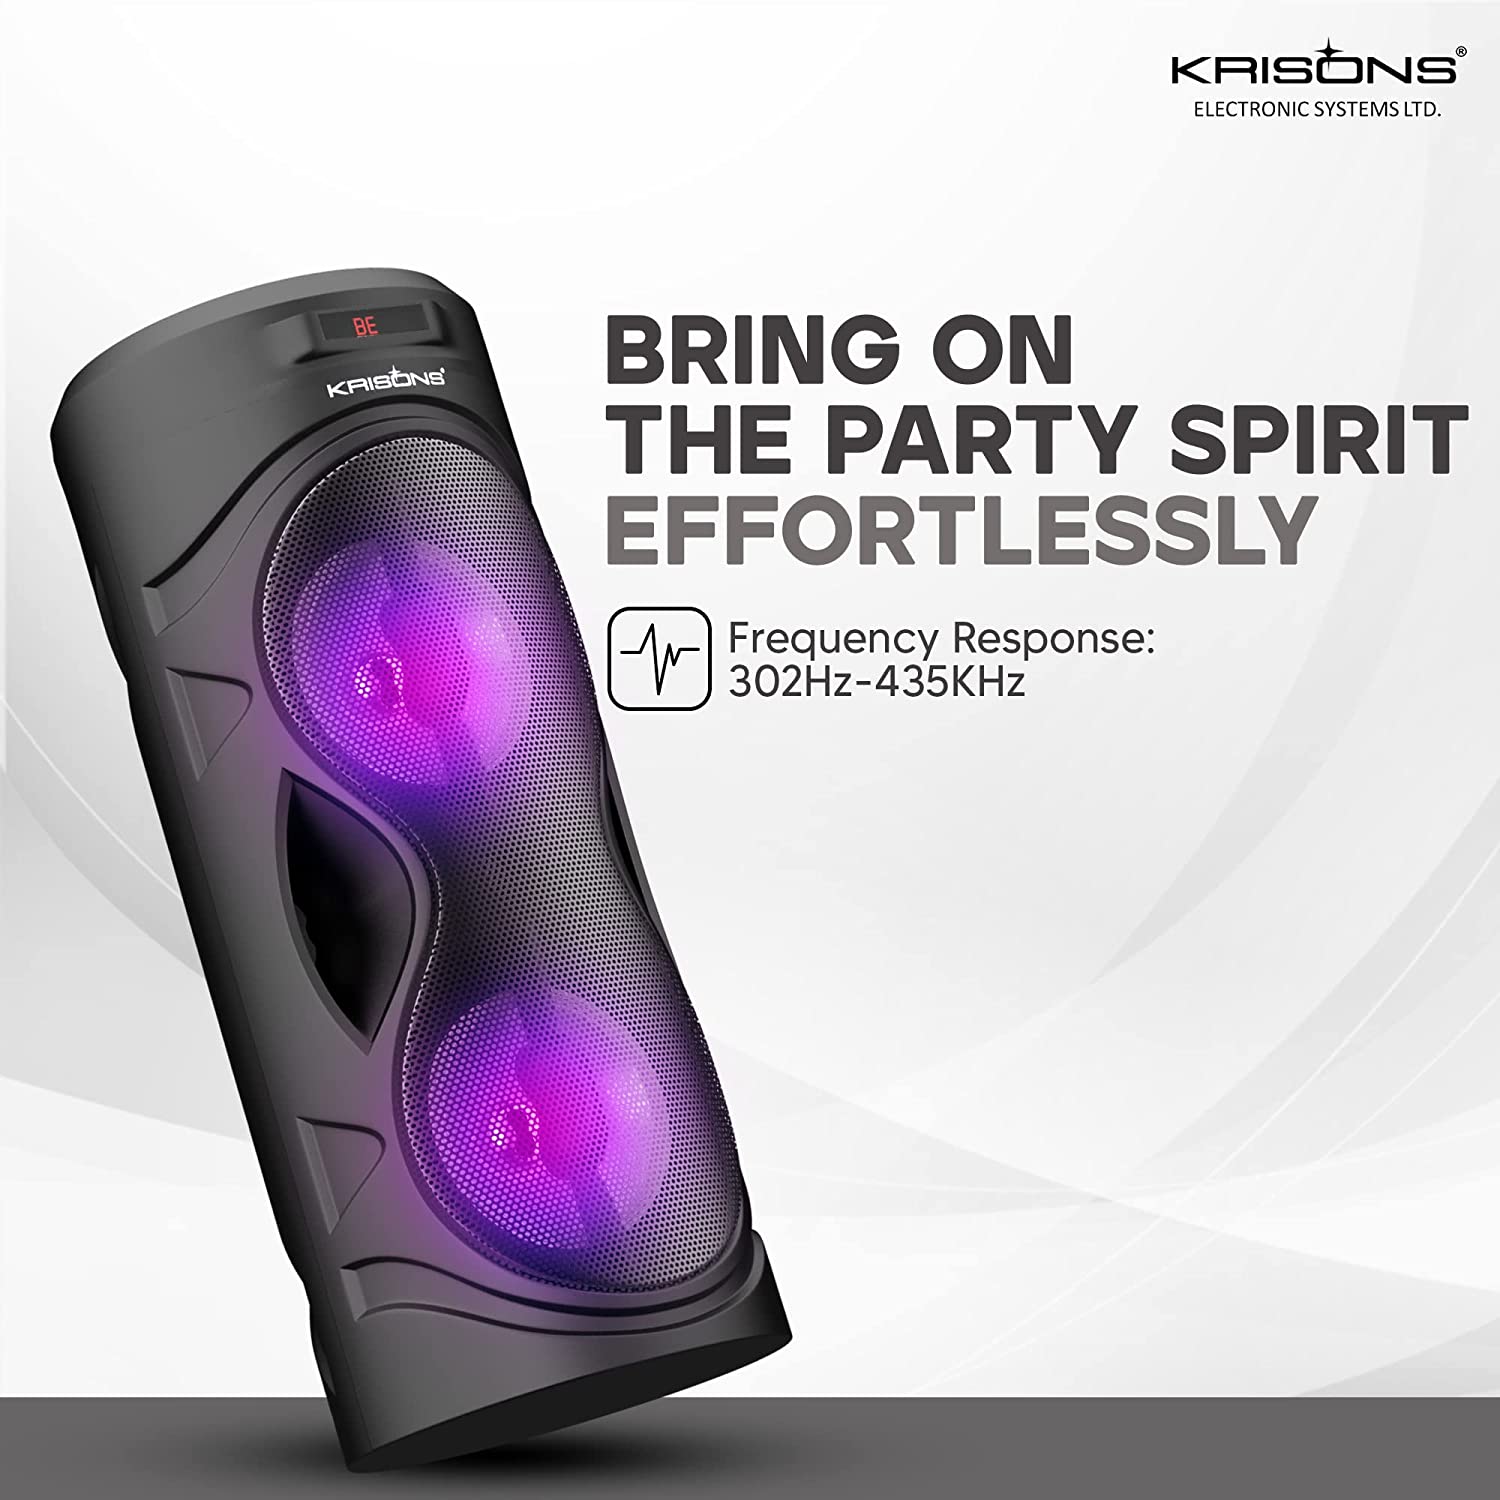 KRISONS®
ELECTRONIC SYSTEMS LTD.
BE
KRISONS
BRING ON
THE PARTY SPIRIT
EFFORTLESSLY
Frequency Response:
302Hz-435KHz